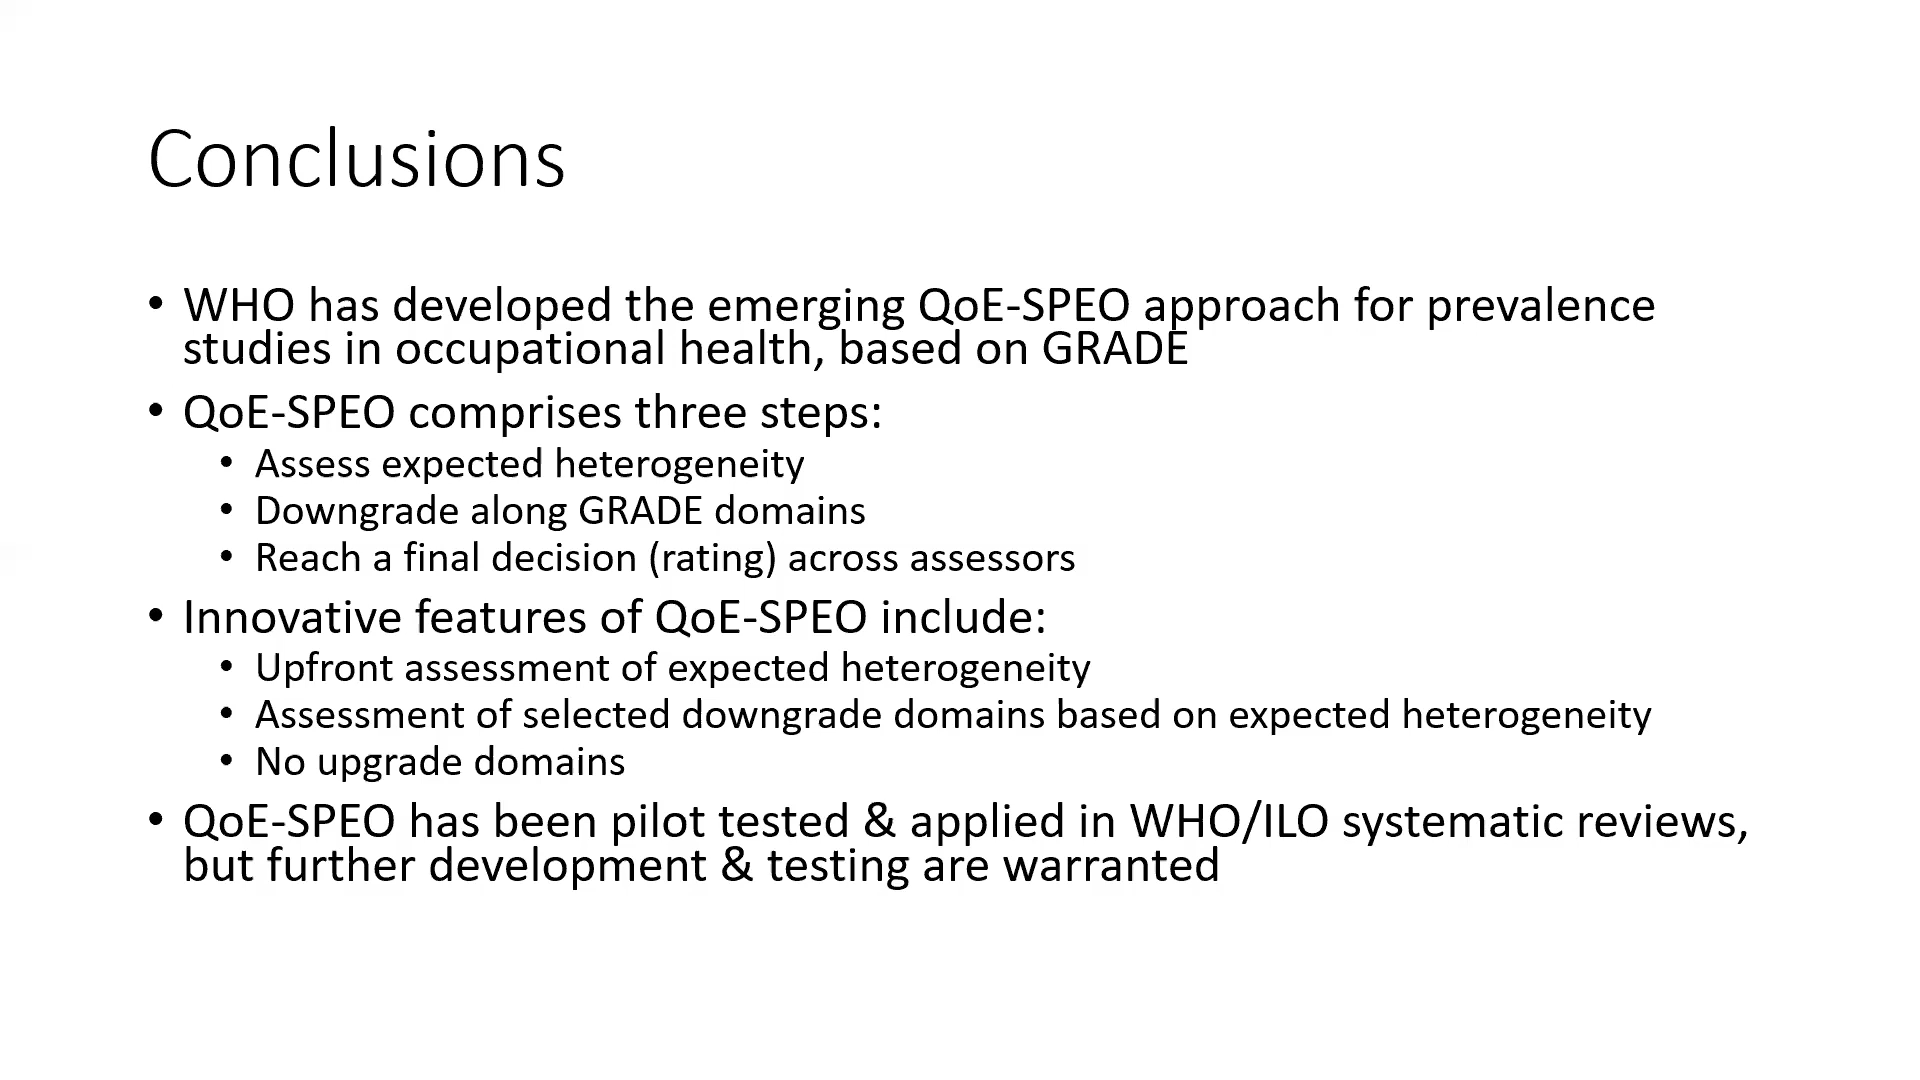 Conclusions
• WHO has developed the emerging QoE-SPEO approach for prevalence
studies in occupational health, based on GRADE
• QoE-SPEO comprises three steps:
• Assess expected heterogeneity
• Downgrade along GRADE domains
• Reach a final decision (rating) across assessors
• Innovative features of QoE-SPEO include:
• Upfront assessment of expected heterogeneity
• Assessment of selected downgrade domains based on expected heterogeneity
• No upgrade domains
• QoE-SPEO has been pilot tested & applied in WHO/ILO systematic reviews,
but further development & testing are warranted